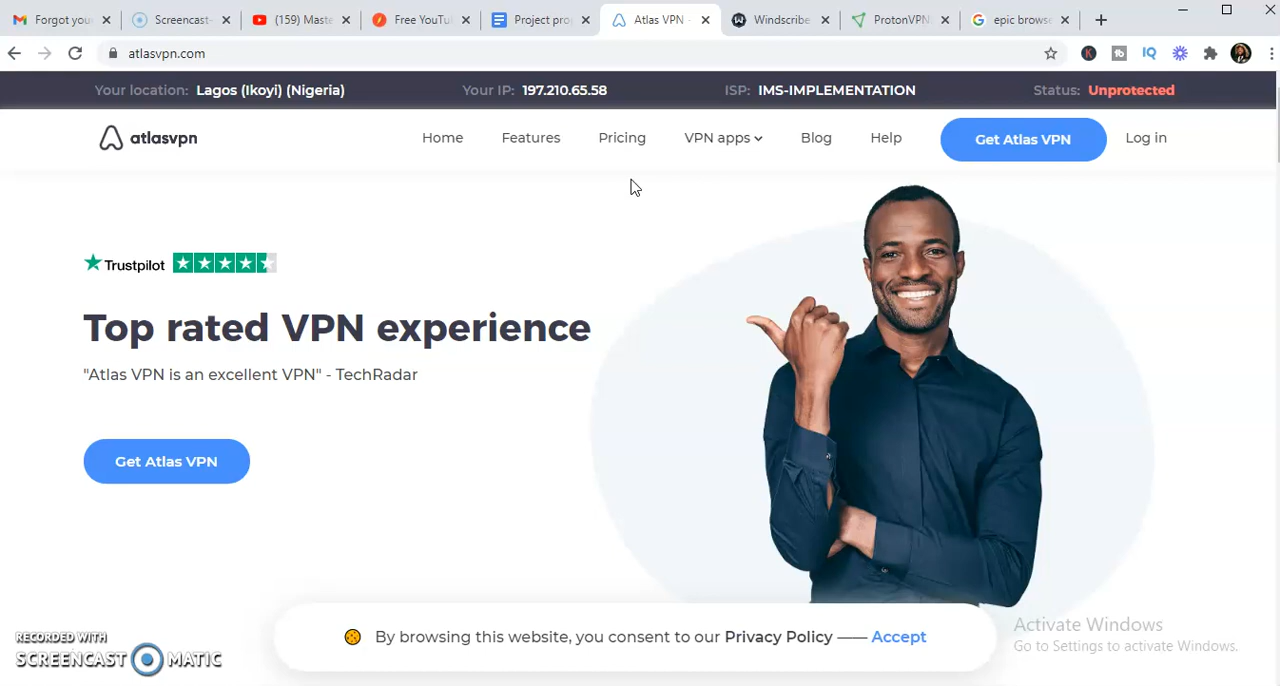 Forgot you
Screencast-
(159) Maste
Free YouTu
Project pro
Atlas VPN -
Windscribe
ProtonVPN
epic browse
atlasvpn.com
Your location: Lagos (Ikoyi) (Nigeria) Your IP: 197.210.65.58 ISP: IMS-IMPLEMENTATION Status: Unprotected
atlasvpn Home Features Pricing VPN apps Blog Help Get Atlas VPN Log in
Trustpilot
Top rated VPN experience
"Atlas VPN is an excellent VPN" - TechRadar
Get Atlas VPN
By browsing this website, you consent to our Privacy Policy —— Accept
Activate Windows
Go to Settings to activate Windows.
RECORDED WITH
SCREENCAST MATIC